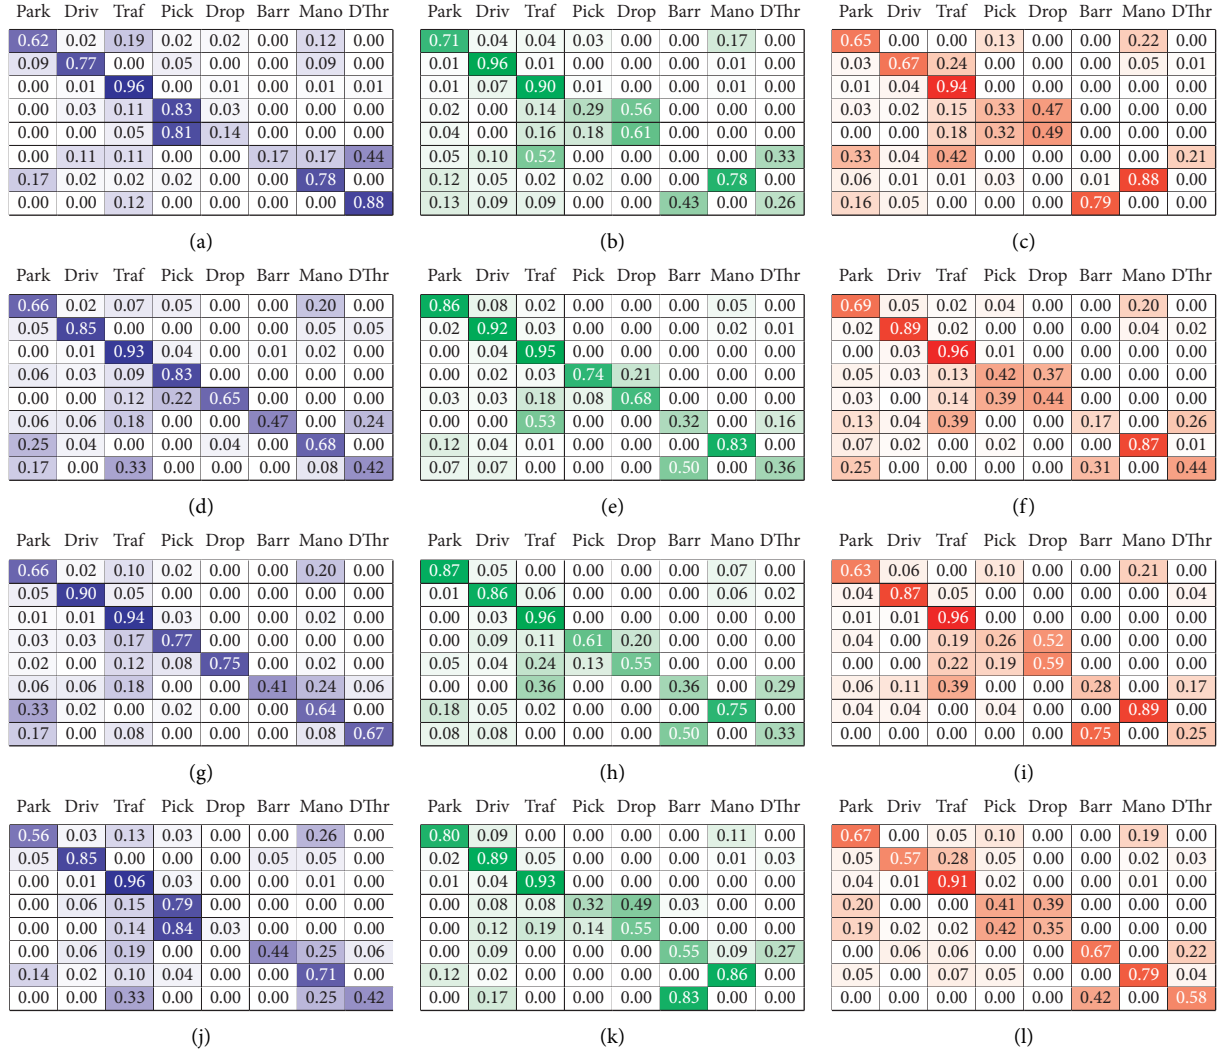 Park Driv Traf Pick Drop Barr Mano DThr Park Driv Traf Pick Drop Barr Mano DThr Park Driv Traf Pick Drop Barr Mano DThr
0.62 0.02 0.19 0.02 0.02 0.00 0.12 0.00 0.71 0.04 0.04 0.03 0.00 0.00 0.17 0.00 0.65 0.00 0.00 0.13 0.00 0.00 0.22 0.00
0.09 0.77 0.00 0.05 0.00 0.00 0.09 0.00 0.01 0.96 0.01 0.00 0.00 0.00 0.01 0.00 0.03 0.67 0.24 0.00 0.00 0.00 0.05 0.01
0.00 0.01 0.96 0.00 0.01 0.00 0.01 0.01 0.01 0.07 0.90 0.01 0.00 0.00 0.01 0.00 0.01 0.04 0.94 0.00 0.00 0.00 0.00 0.00
0.00 0.03 0.11 0.83 0.03 0.00 0.00 0.00 0.02 0.00 0.14 0.29 0.56 0.00 0.00 0.00 0.03 0.02 0.15 0.33 0.47 0.00 0.00 0.00
0.00 0.00 0.05 0.81 0.14 0.00 0.00 0.00 0.04 0.00 0.16 0.18 0.61 0.00 0.00 0.00 0.00 0.00 0.18 0.32 0.49 0.00 0.00 0.00
0.00 0.11 0.11 0.00 0.00 0.17 0.17 0.44 0.05 0.10 0.52 0.00 0.00 0.00 0.00 0.33 0.33 0.04 0.42 0.00 0.00 0.00 0.00 0.21
0.17 0.02 0.02 0.02 0.00 0.00 0.78 0.00 0.12 0.05 0.02 0.02 0.00 0.00 0.78 0.00 0.06 0.01 0.01 0.03 0.00 0.01 0.88 0.00
0.00 0.00 0.12 0.00 0.00 0.00 0.00 0.88 0.13 0.09 0.09 0.00 0.00 0.43 0.00 0.26 0.16 0.05 0.00 0.00 0.00 0.79 0.00 0.00
(a) (b) (c)
Park Driv Traf Pick Drop Barr Mano DThr Park Driv Traf Pick Drop Barr Mano DThr Park Driv Traf Pick Drop Barr Mano DThr
0.66 0.02 0.07 0.05 0.00 0.00 0.20 0.00 0.86 0.08 0.02 0.00 0.00 0.00 0.05 0.00 0.69 0.05 0.02 0.04 0.00 0.00 0.20 0.00
0.05 0.85 0.00 0.00 0.00 0.00 0.05 0.05 0.02 0.92 0.03 0.00 0.00 0.00 0.02 0.01 0.02 0.89 0.02 0.00 0.00 0.00 0.04 0.02
0.00 0.01 0.93 0.04 0.00 0.01 0.02 0.00 0.00 0.04 0.95 0.00 0.00 0.00 0.00 0.00 0.00 0.03 0.96 0.01 0.00 0.00 0.00 0.00
0.06 0.03 0.09 0.83 0.00 0.00 0.00 0.00 0.00 0.02 0.03 0.74 0.21 0.00 0.00 0.00 0.05 0.03 0.13 0.42 0.37 0.00 0.00 0.00
0.00 0.00 0.12 0.22 0.65 0.00 0.00 0.00 0.03 0.03 0.18 0.08 0.68 0.00 0.00 0.00 0.03 0.00 0.14 0.39 0.44 0.00 0.00 0.00
0.06 0.06 0.18 0.00 0.00 0.47 0.00 0.24 0.00 0.00 0.53 0.00 0.00 0.32 0.00 0.16 0.13 0.04 0.39 0.00 0.00 0.17 0.00 0.26
0.25 0.04 0.00 0.00 0.04 0.00 0.68 0.00 0.12 0.04 0.01 0.00 0.00 0.00 0.83 0.00 0.07 0.02 0.00 0.02 0.00 0.00 0.87 0.01
0.17 0.00 0.33 0.00 0.00 0.00 0.08 0.42 0.07 0.07 0.00 0.00 0.00 0.50 0.00 0.36 0.25 0.00 0.00 0.00 0.00 0.31 0.00 0.44
(d) (e) (f)
Park Driv Traf Pick Drop Barr Mano DThr Park Driv Traf Pick Drop Barr Mano DThr Park Driv Traf Pick Drop Barr Mano DThr
0.66 0.02 0.10 0.02 0.00 0.00 0.20 0.00 0.87 0.05 0.00 0.00 0.00 0.00 0.07 0.00 0.63 0.06 0.00 0.10 0.00 0.00 0.21 0.00
0.05 0.90 0.05 0.00 0.00 0.00 0.00 0.00 0.01 0.86 0.06 0.00 0.00 0.00 0.06 0.02 0.04 0.87 0.05 0.00 0.00 0.00 0.00 0.04
0.01 0.01 0.94 0.03 0.00 0.00 0.02 0.00 0.00 0.03 0.96 0.00 0.00 0.00 0.00 0.00 0.01 0.01 0.96 0.00 0.00 0.00 0.00 0.00
0.03 0.03 0.17 0.77 0.00 0.00 0.00 0.00 0.00 0.09 0.11 0.61 0.20 0.00 0.00 0.00 0.04 0.00 0.19 0.26 0.52 0.00 0.00 0.00
0.02 0.00 0.12 0.08 0.75 0.00 0.02 0.00 0.05 0.04 0.24 0.13 0.55 0.00 0.00 0.00 0.00 0.00 0.22 0.19 0.59 0.00 0.00 0.00
0.06 0.06 0.18 0.00 0.00 0.41 0.24 0.06 0.00 0.00 0.36 0.00 0.00 0.36 0.00 0.29 0.06 0.11 0.39 0.00 0.00 0.28 0.00 0.17
0.33 0.02 0.00 0.02 0.00 0.00 0.64 0.00 0.18 0.05 0.02 0.00 0.00 0.00 0.75 0.00 0.04 0.04 0.00 0.04 0.00 0.00 0.89 0.00
0.17 0.00 0.08 0.00 0.00 0.00 0.08 0.67 0.08 0.08 0.00 0.00 0.00 0.50 0.00 0.33 0.00 0.00 0.00 0.00 0.00 0.75 0.00 0.25
(g) (h) (i)
Park Driv Traf Pick Drop Barr Mano DThr Park Driv Traf Pick Drop Barr Mano DThr Park Driv Traf Pick Drop Barr Mano DThr
0.56 0.03 0.13 0.03 0.00 0.00 0.26 0.00 0.80 0.09 0.00 0.00 0.00 0.00 0.11 0.00 0.67 0.00 0.05 0.10 0.00 0.00 0.19 0.00
0.05 0.85 0.00 0.00 0.00 0.05 0.05 0.00 0.02 0.89 0.05 0.00 0.00 0.00 0.01 0.03 0.05 0.57 0.28 0.05 0.00 0.00 0.02 0.03
0.00 0.01 0.96 0.03 0.00 0.00 0.01 0.00 0.01 0.04 0.93 0.00 0.00 0.00 0.00 0.00 0.04 0.01 0.91 0.02 0.00 0.00 0.01 0.00
0.00 0.06 0.15 0.79 0.00 0.00 0.00 0.00 0.00 0.08 0.08 0.32 0.49 0.03 0.00 0.00 0.20 0.00 0.00 0.41 0.39 0.00 0.00 0.00
0.00 0.00 0.14 0.84 0.03 0.00 0.00 0.00 0.00 0.12 0.19 0.14 0.55 0.00 0.00 0.00 0.19 0.02 0.02 0.42 0.35 0.00 0.00 0.00
0.00 0.06 0.19 0.00 0.00 0.44 0.25 0.06 0.00 0.09 0.00 0.00 0.00 0.55 0.09 0.27 0.00 0.06 0.06 0.00 0.00 0.67 0.00 0.22
0.14 0.02 0.10 0.04 0.00 0.00 0.71 0.00 0.12 0.02 0.00 0.00 0.00 0.00 0.86 0.00 0.05 0.00 0.07 0.05 0.00 0.00 0.79 0.04
0.00 0.00 0.33 0.00 0.00 0.00 0.25 0.42 0.00 0.17 0.00 0.00 0.00 0.83 0.00 0.00 0.00 0.00 0.00 0.00 0.00 0.42 0.00 0.58
(j) (k) (l)